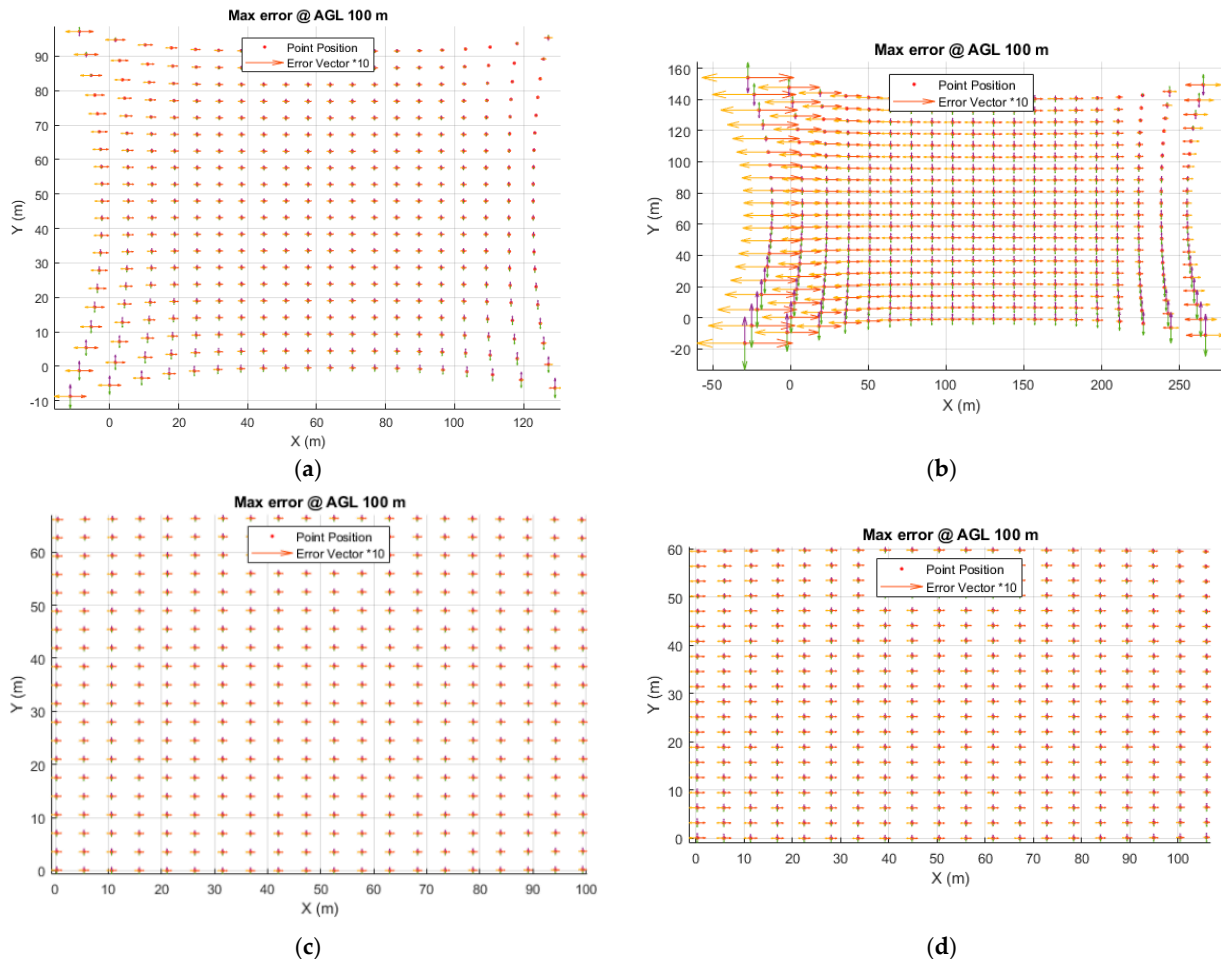 Max error @ AGL 100 m
Point Position
Error Vector *10
90
80
70
60
50
40
30
20
10
0
-10
Y (m)
0 20 40 60 80 100 120
X (m)
(a)
Max error @ AGL 100 m
Point Position
Error Vector *10
160
140
120
100
80
60
40
20
0
-20
Y (m)
-50 0 50 100 150 200 250
X (m)
(b)
Max error @ AGL 100 m
Point Position
Error Vector *10
60
50
40
30
20
10
0
Y (m)
0 10 20 30 40 50 60 70 80 90 100
X (m)
(c)
Max error @ AGL 100 m
Point Position
Error Vector *10
60
50
40
30
20
10
0
Y (m)
0 10 20 30 40 50 60 70 80 90 100
X (m)
(d)